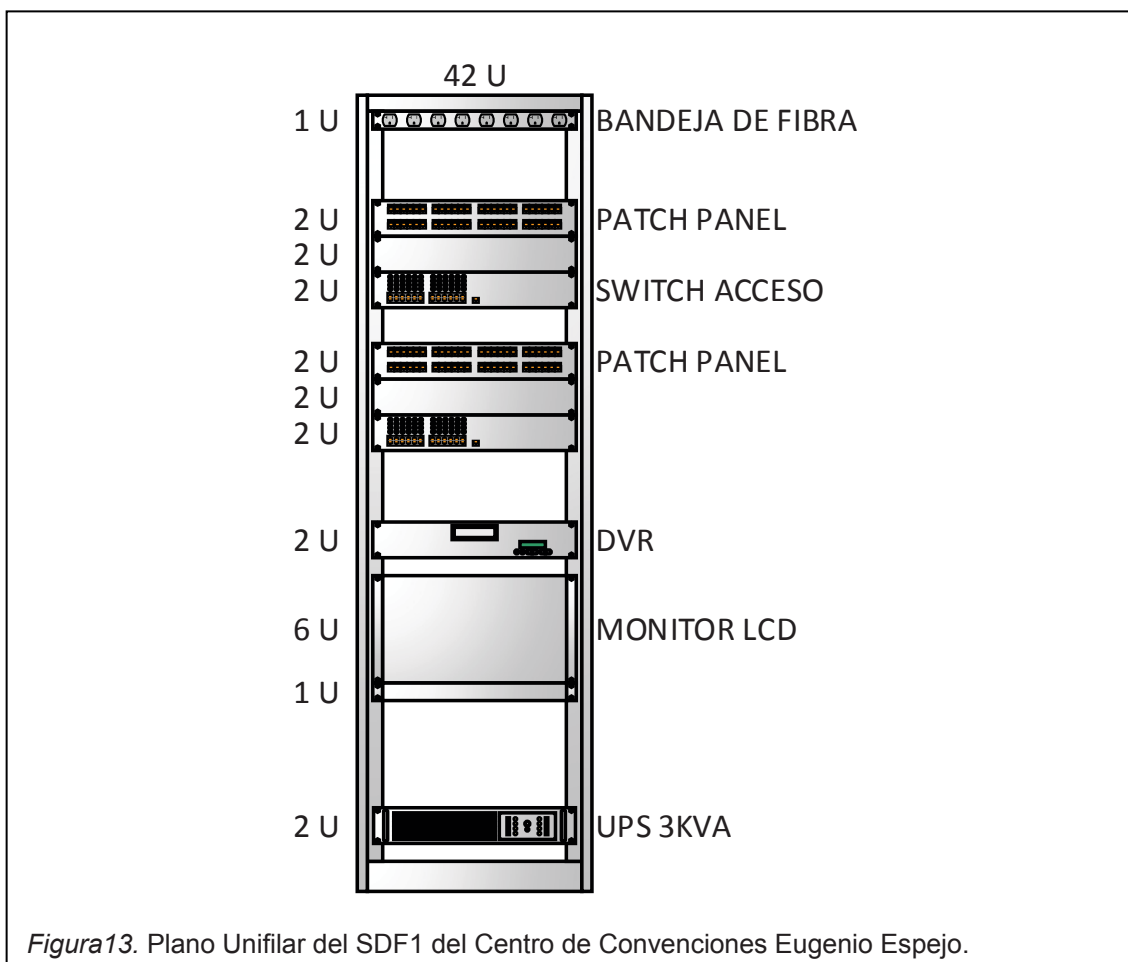 42 U
1 U BANDEJA DE FIBRA
2 U PATCH PANEL
2 U
2 U SWITCH ACCESO
2 U PATCH PANEL
2 U
2 U
2 U DVR
6 U MONITOR LCD
1 U
2 U UPS 3KVA
Figura13. Plano Unifilar del SDF1 del Centro de Convenciones Eugenio Espejo.